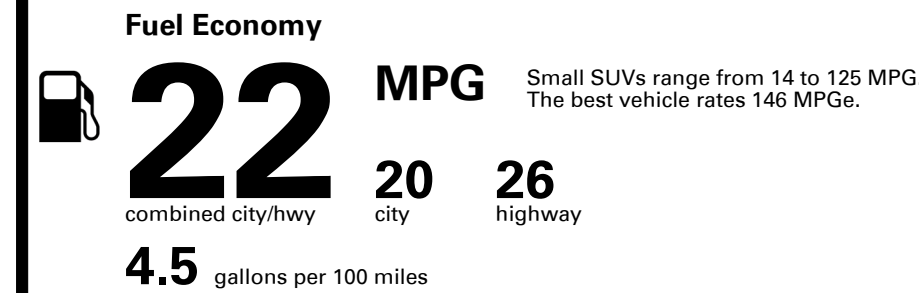 Fuel Economy
22 MPG
Small SUVs range from 14 to 125 MPG
The best vehicle rates 146 MPGe.
combined city/hwy
20 city
26 highway
4.5 gallons per 100 miles